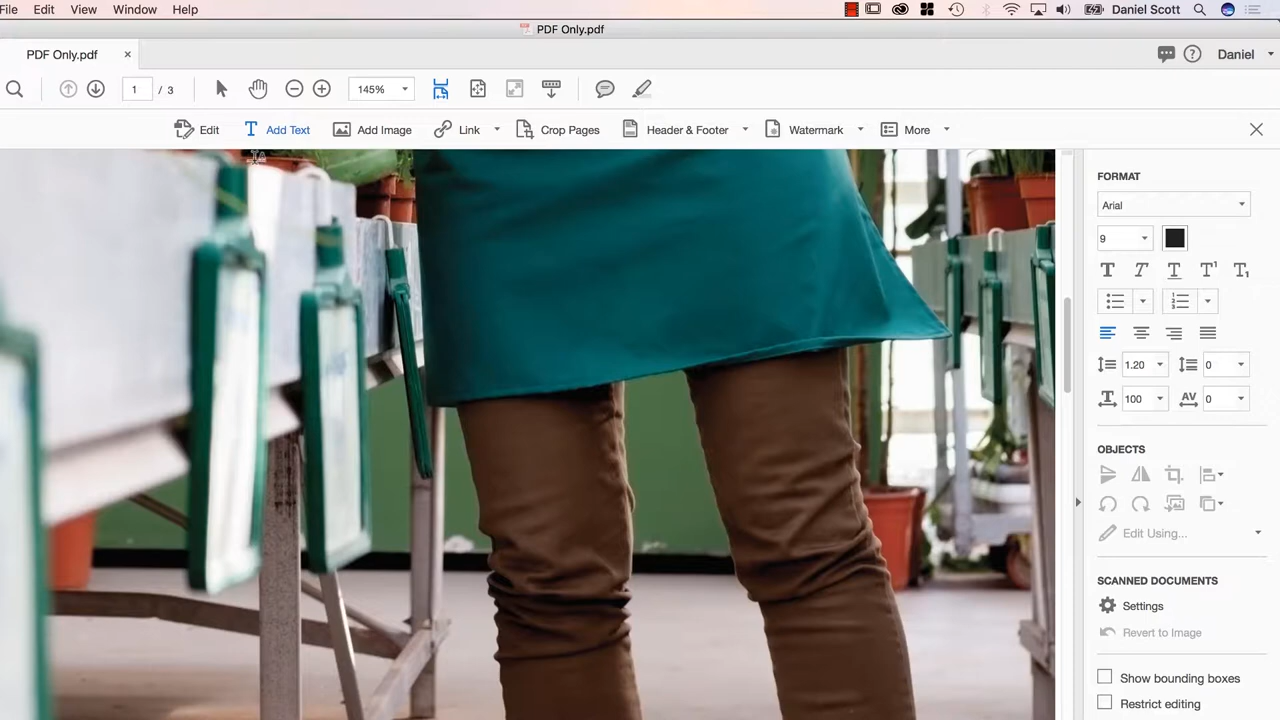 File Edit View Window Help Daniel Scott
PDF Only.pdf
PDF Only.pdf × Daniel
1 / 3 145%
Edit Add Text Add Image Link Crop Pages Header & Footer Watermark More
FORMAT
Arial
9
1.20 0
100 0
OBJECTS
Edit Using...
SCANNED DOCUMENTS
Settings
Revert to Image
Show bounding boxes
Restrict editing